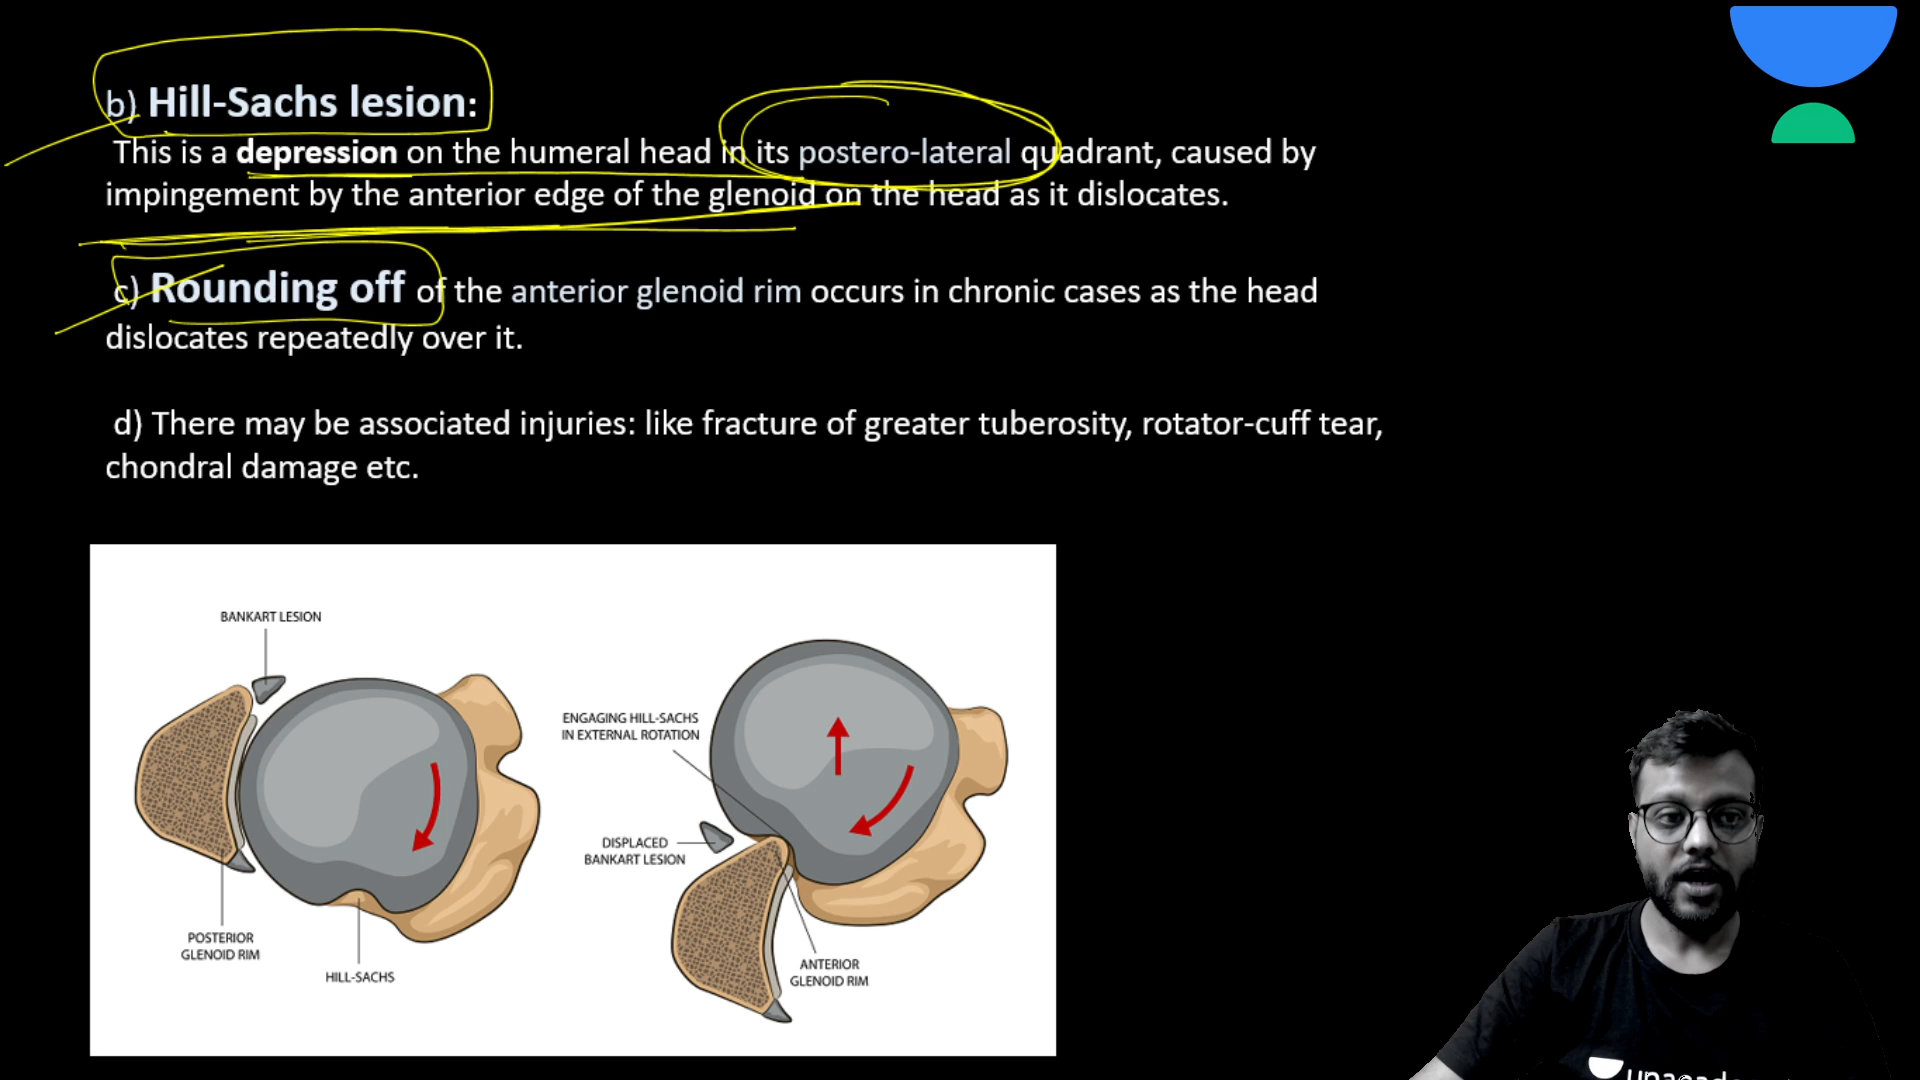 b) Hill-Sachs lesion:
This is a depression on the humeral head in its postero-lateral quadrant, caused by
impingement by the anterior edge of the glenoid on the head as it dislocates.
c) Rounding off of the anterior glenoid rim occurs in chronic cases as the head
dislocates repeatedly over it.
d) There may be associated injuries: like fracture of greater tuberosity, rotator-cuff tear,
chondral damage etc.
BANKART LESION
POSTERIOR
GLENOID RIM
HILL-SACHS
ENGAGING HILL-SACHS
IN EXTERNAL ROTATION
DISPLACED
BANKART LESION
ANTERIOR
GLENOID RIM